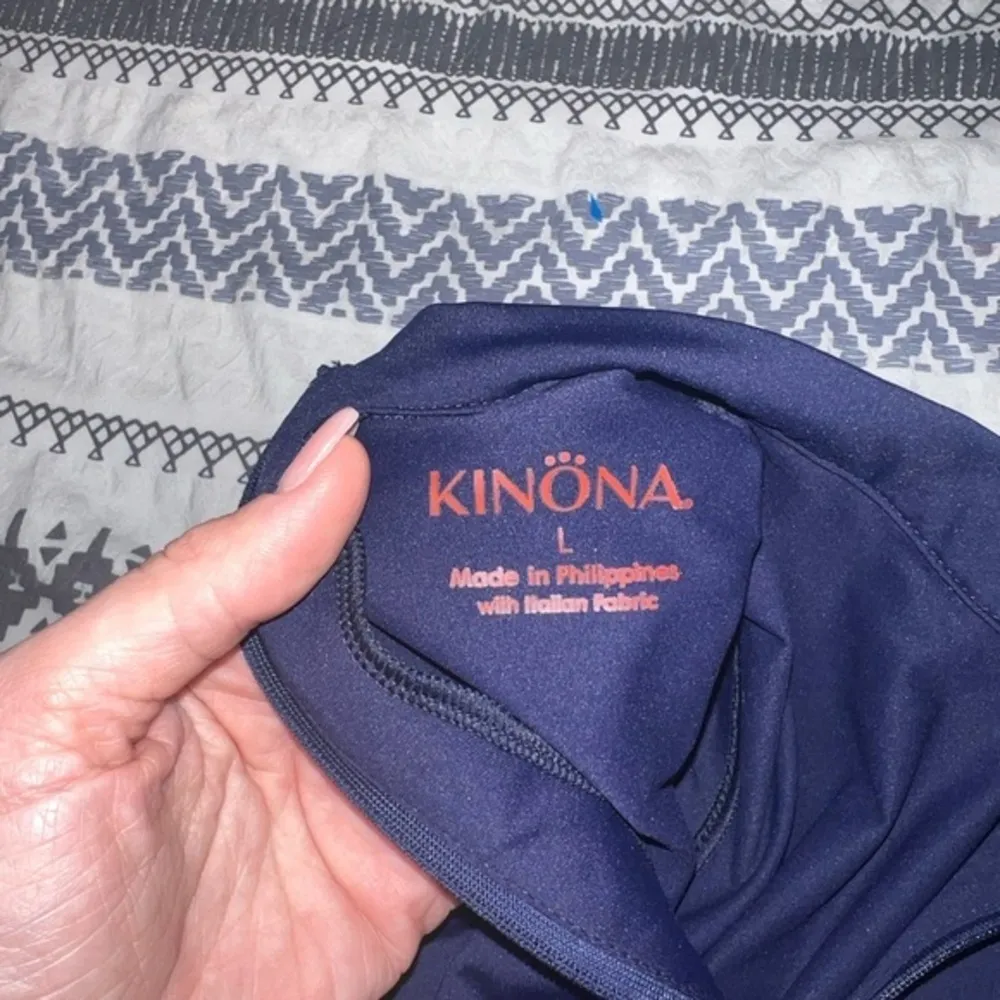 KINÖNA
L
Made in Philippines
with Italian Fabric